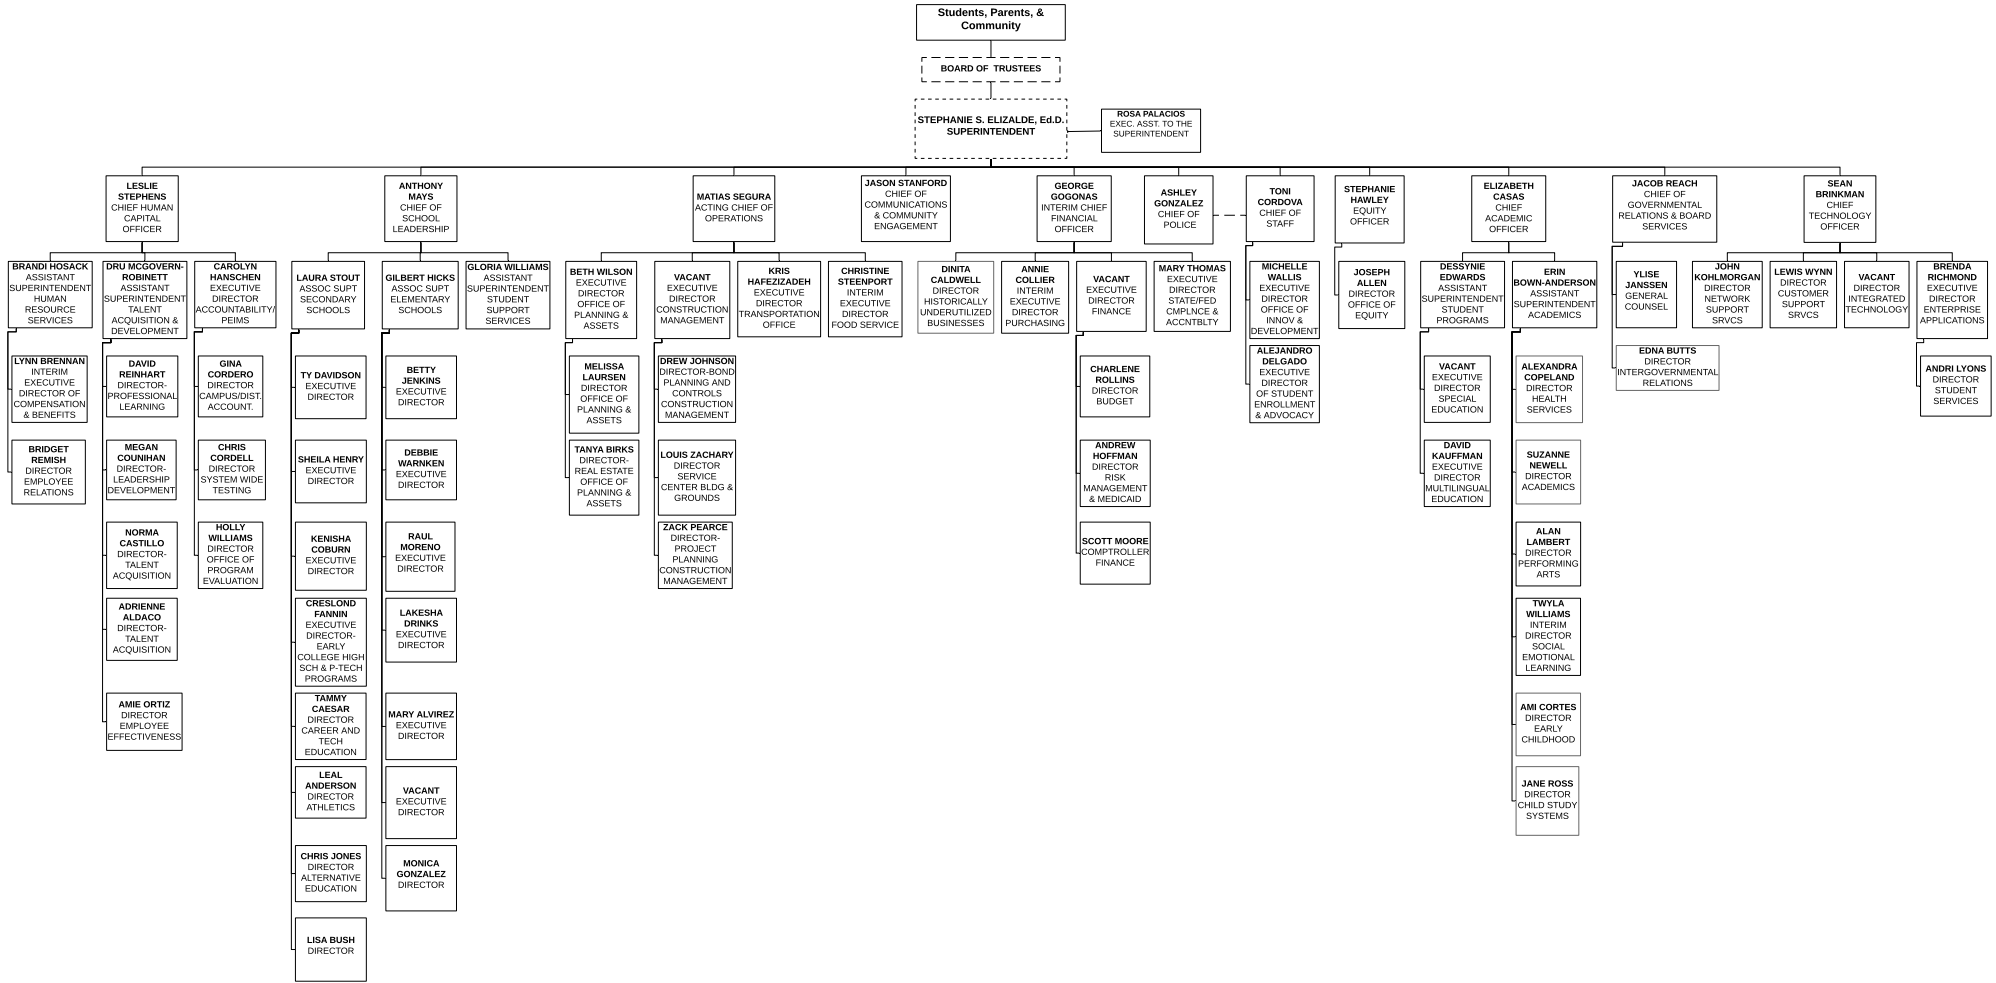 Students, Parents, &
Community
BOARD OF TRUSTEES
STEPHANIE S. ELIZALDE, Ed.D.
SUPERINTENDENT
ROSA PALACIOS
EXEC. ASST. TO THE
SUPERINTENDENT
LESLIE
STEPHENS
CHIEF HUMAN
CAPITAL
OFFICER
ANTHONY
MAYS
CHIEF OF
SCHOOL
LEADERSHIP
MATIAS SEGURA
ACTING CHIEF OF
OPERATIONS
JASON STANFORD
CHIEF OF
COMMUNICATIONS
& COMMUNITY
ENGAGEMENT
GEORGE
GOGONAS
INTERIM CHIEF
FINANCIAL
OFFICER
ASHLEY
GONZALEZ
CHIEF OF
POLICE
TONI
CORDOVA
CHIEF OF
STAFF
STEPHANIE
HAWLEY
EQUITY
OFFICER
ELIZABETH
CASAS
CHIEF
ACADEMIC
OFFICER
JACOB REACH
CHIEF OF
GOVERNMENTAL
RELATIONS & BOARD
SERVICES
SEAN
BRINKMAN
CHIEF
TECHNOLOGY
OFFICER
BRANDI HOSACK
ASSISTANT
SUPERINTENDENT
HUMAN
RESOURCE
SERVICES
DRU MCGOVERN-
ROBINETT
ASSISTANT
SUPERINTENDENT
TALENT
ACQUISITION &
DEVELOPMENT
CAROLYN
HANSCHEN
EXECUTIVE
DIRECTOR
ACCOUNTABILITY/
PEIMS
LAURA STOUT
ASSOC SUPT
SECONDARY
SCHOOLS
GILBERT HICKS
ASSOC SUPT
ELEMENTARY
SCHOOLS
GLORIA WILLIAMS
ASSISTANT
SUPERINTENDENT
STUDENT
SUPPORT
SERVICES
BETH WILSON
EXECUTIVE
DIRECTOR
OFFICE OF
PLANNING &
ASSETS
VACANT
EXECUTIVE
DIRECTOR
CONSTRUCTION
MANAGEMENT
KRIS
HAFEZIZADEH
EXECUTIVE
DIRECTOR
TRANSPORTATION
OFFICE
CHRISTINE
STEENPORT
INTERIM
EXECUTIVE
DIRECTOR
FOOD SERVICE
DINITA
CALDWELL
DIRECTOR
HISTORICALLY
UNDERUTILIZED
BUSINESSES
ANNIE
COLLIER
INTERIM
EXECUTIVE
DIRECTOR
PURCHASING
VACANT
EXECUTIVE
DIRECTOR
FINANCE
MARY THOMAS
EXECUTIVE
DIRECTOR
STATE/FED
CMPLNCE &
ACCNTBLTY
MICHELLE
WALLIS
EXECUTIVE
DIRECTOR
OFFICE OF
INNOV &
DEVELOPMENT
JOSEPH
ALLEN
DIRECTOR
OFFICE OF
EQUITY
DESSYNIE
EDWARDS
ASSISTANT
SUPERINTENDENT
STUDENT
PROGRAMS
ERIN
BOWN-ANDERSON
ASSISTANT
SUPERINTENDENT
ACADEMICS
YLISE
JANSSEN
GENERAL
COUNSEL
JOHN
KOHLMORGAN
DIRECTOR
NETWORK
SUPPORT
SRVCS
LEWIS WYNN
DIRECTOR
CUSTOMER
SUPPORT
SRVCS
VACANT
DIRECTOR
INTEGRATED
TECHNOLOGY
BRENDA
RICHMOND
EXECUTIVE
DIRECTOR
ENTERPRISE
APPLICATIONS
LYNN BRENNAN
INTERIM
EXECUTIVE
DIRECTOR OF
COMPENSATION
& BENEFITS
DAVID
REINHART
DIRECTOR-
PROFESSIONAL
LEARNING
GINA
CORDERO
DIRECTOR
CAMPUS/DIST.
ACCOUNT.
TY DAVIDSON
EXECUTIVE
DIRECTOR
BETTY
JENKINS
EXECUTIVE
DIRECTOR
MELISSA
LAURSEN
DIRECTOR
OFFICE OF
PLANNING &
ASSETS
DREW JOHNSON
DIRECTOR-BOND
PLANNING AND
CONTROLS
CONSTRUCTION
MANAGEMENT
CHARLENE
ROLLINS
DIRECTOR
BUDGET
ALEJANDRO
DELGADO
EXECUTIVE
DIRECTOR
OF STUDENT
ENROLLMENT
& ADVOCACY
VACANT
EXECUTIVE
DIRECTOR
SPECIAL
EDUCATION
ALEXANDRA
COPELAND
DIRECTOR
HEALTH
SERVICES
EDNA BUTTS
DIRECTOR
INTERGOVERNMENTAL
RELATIONS
ANDRI LYONS
DIRECTOR
STUDENT
SERVICES
BRIDGET
REMISH
DIRECTOR
EMPLOYEE
RELATIONS
MEGAN
COUNIHAN
DIRECTOR-
LEADERSHIP
DEVELOPMENT
CHRIS
CORDELL
DIRECTOR
SYSTEM WIDE
TESTING
SHEILA HENRY
EXECUTIVE
DIRECTOR
DEBBIE
WARNKEN
EXECUTIVE
DIRECTOR
TANYA BIRKS
DIRECTOR-
REAL ESTATE
OFFICE OF
PLANNING &
ASSETS
LOUIS ZACHARY
DIRECTOR
SERVICE
CENTER BLDG &
GROUNDS
ANDREW
HOFFMAN
DIRECTOR
RISK
MANAGEMENT
& MEDICAID
DAVID
KAUFFMAN
EXECUTIVE
DIRECTOR
MULTILINGUAL
EDUCATION
SUZANNE
NEWELL
DIRECTOR
ACADEMICS
NORMA
CASTILLO
DIRECTOR-
TALENT
ACQUISITION
HOLLY
WILLIAMS
DIRECTOR
OFFICE OF
PROGRAM
EVALUATION
KENISHA
COBURN
EXECUTIVE
DIRECTOR
RAUL
MORENO
EXECUTIVE
DIRECTOR
ZACK PEARCE
DIRECTOR-
PROJECT
PLANNING
CONSTRUCTION
MANAGEMENT
SCOTT MOORE
COMPTROLLER
FINANCE
ALAN
LAMBERT
DIRECTOR
PERFORMING
ARTS
ADRIENNE
ALDACO
DIRECTOR-
TALENT
ACQUISITION
CRESLOND
FANNIN
EXECUTIVE
DIRECTOR-
EARLY
COLLEGE HIGH
SCH & P-TECH
PROGRAMS
LAKESHA
DRINKS
EXECUTIVE
DIRECTOR
TWYLA
WILLIAMS
INTERIM
DIRECTOR
SOCIAL
EMOTIONAL
LEARNING
AMIE ORTIZ
DIRECTOR
EMPLOYEE
EFFECTIVENESS
TAMMY
CAESAR
DIRECTOR
CAREER AND
TECH
EDUCATION
MARY ALVIREZ
EXECUTIVE
DIRECTOR
AMI CORTES
DIRECTOR
EARLY
CHILDHOOD
LEAL
ANDERSON
DIRECTOR
ATHLETICS
VACANT
EXECUTIVE
DIRECTOR
JANE ROSS
DIRECTOR
CHILD STUDY
SYSTEMS
CHRIS JONES
DIRECTOR
ALTERNATIVE
EDUCATION
MONICA
GONZALEZ
DIRECTOR
LISA BUSH
DIRECTOR